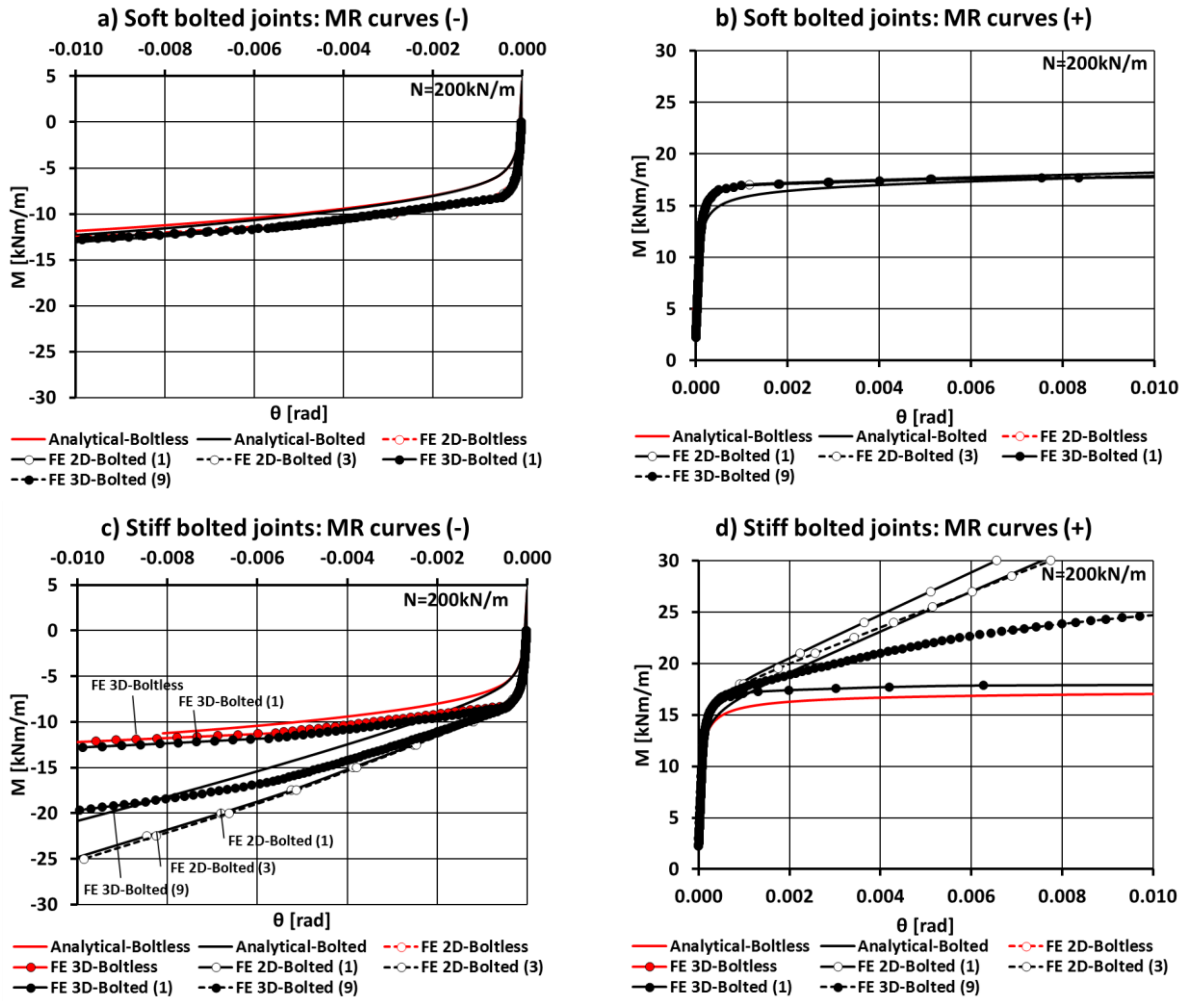 a) Soft bolted joints: MR curves (-)
-0.010 -0.008 -0.006 -0.004 -0.002 0.000
N=200kN/m
5
0
-5
-10
-15
-20
-25
-30
M [kNm/m]
θ [rad]
Analytical-Boltless Analytical-Bolted FE 2D-Boltless
FE 2D-Bolted (1) FE 2D-Bolted (3) FE 3D-Bolted (1)
FE 3D-Bolted (9)
b) Soft bolted joints: MR curves (+)
N=200kN/m
30
25
20
15
10
5
0
M [kNm/m]
0.000 0.002 0.004 0.006 0.008 0.010
θ [rad]
Analytical-Boltless Analytical-Bolted FE 2D-Boltless
FE 2D-Bolted (1) FE 2D-Bolted (3) FE 3D-Bolted (1)
FE 3D-Bolted (9)
c) Stiff bolted joints: MR curves (-)
-0.010 -0.008 -0.006 -0.004 -0.002 0.000
N=200kN/m
5
0
-5
-10
-15
-20
-25
-30
M [kNm/m]
FE 3D-Boltless
FE 3D-Bolted (1)
FE 2D-Bolted (1)
FE 2D-Bolted (3)
FE 3D-Bolted (9)
θ [rad]
Analytical-Boltless Analytical-Bolted FE 2D-Boltless
FE 3D-Boltless FE 2D-Bolted (1) FE 2D-Bolted (3)
FE 3D-Bolted (1) FE 3D-Bolted (9)
d) Stiff bolted joints: MR curves (+)
N=200kN/m
30
25
20
15
10
5
0
M [kNm/m]
0.000 0.002 0.004 0.006 0.008 0.010
θ [rad]
Analytical-Boltless Analytical-Bolted FE 2D-Boltless
FE 3D-Boltless FE 2D-Bolted (1) FE 2D-Bolted (3)
FE 3D-Bolted (1) FE 3D-Bolted (9)